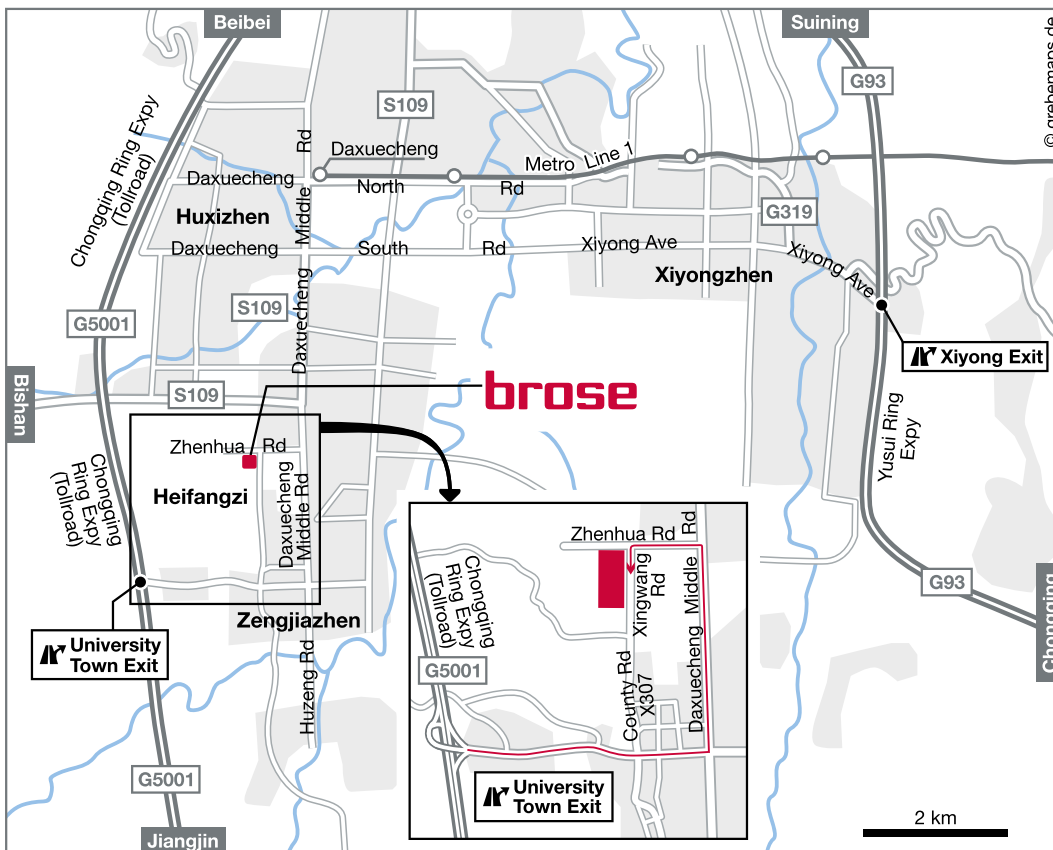 Beibei
Suining
© grebemaps.de
G93
S109
Chongqing Ring Expy
(Tollroad)
Rd
Daxuecheng
Metro Line 1
Daxuecheng
North
Rd
Middle
Huxizhen
G319
Daxuecheng
South
Rd
Xiyong Ave
Xiyong Ave
Xiyongzhen
Daxuecheng
S109
G5001
Xiyong Exit
Bishan
S109
brose
Yusui Ring
Expy
Zhenhua Rd
Chongqing
Ring Expy
(Tollroad)
Heifangzi
Daxuecheng
Middle Rd
Zhenhua Rd
Rd
Xingwang
Rd
Middle
Daxuecheng
Chongqing
Ring Expy
(Tollroad)
G5001
County Rd
X307
University
Town Exit
G93
Chongqing
Zengjiazhen
University
Town Exit
Huzeng Rd
G5001
Jiangjin
2 km